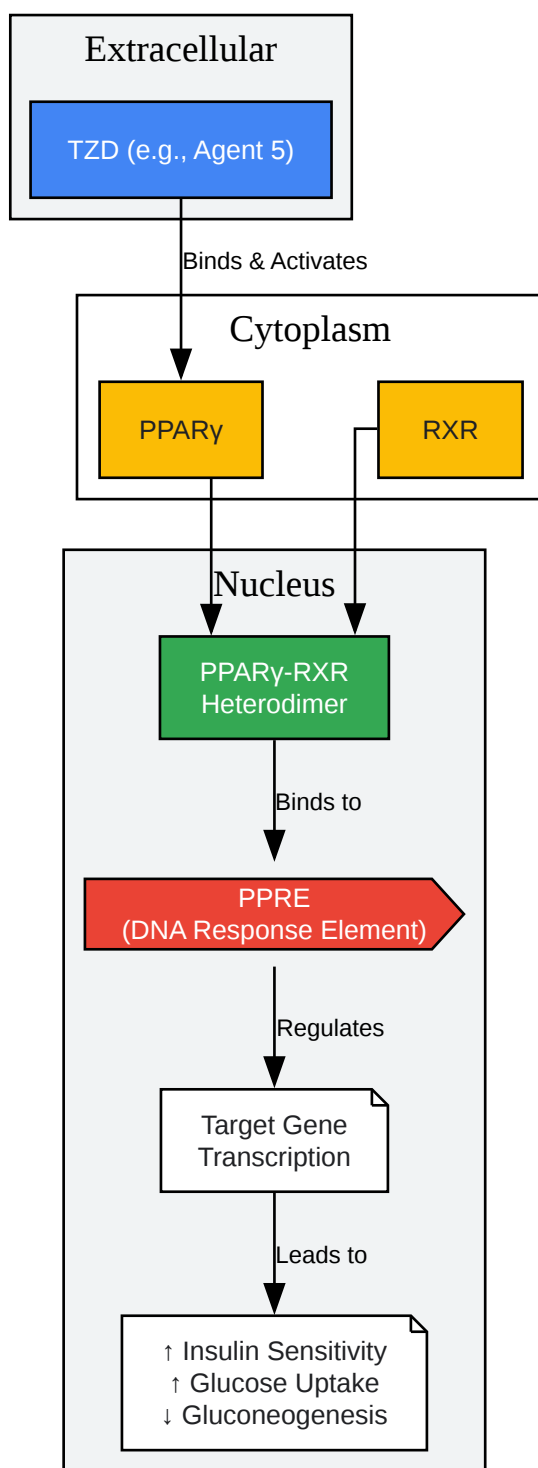 Extracellular
TZD (e.g., Agent 5)
Binds & Activates
Cytoplasm
PPARγ
RXR
Nucleus
PPARγ-RXR
Heterodimer
Binds to
PPRE
(DNA Response Element)
Regulates
Target Gene
Transcription
Leads to
↑ Insulin Sensitivity
↑ Glucose Uptake
↓ Gluconeogenesis